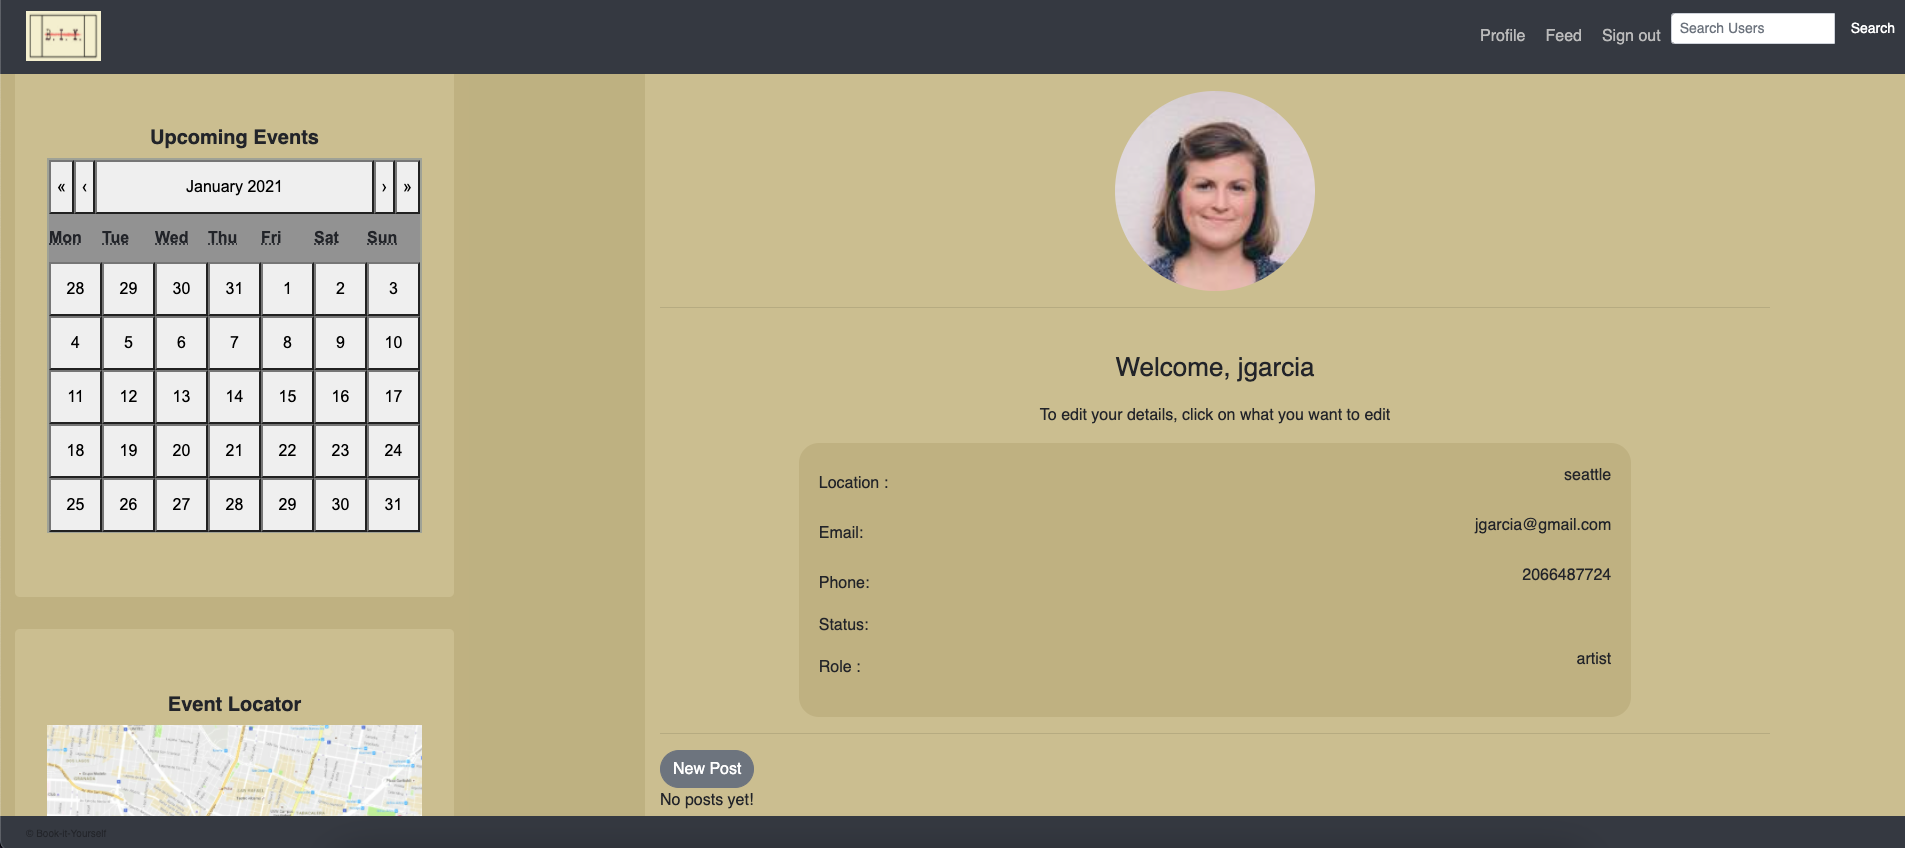 B.I.Y.
Profile Feed Sign out Search Users Search
Upcoming Events
« ‹ January 2021 › »
Mon Tue Wed Thu Fri Sat Sun
28 29 30 31 1 2 3
4 5 6 7 8 9 10
11 12 13 14 15 16 17
18 19 20 21 22 23 24
25 26 27 28 29 30 31
Event Locator
Welcome, jgarcia
To edit your details, click on what you want to edit
Location : seattle
Email: jgarcia@gmail.com
Phone: 2066487724
Status:
Role : artist
New Post
No posts yet!
© Book-It-Yourself